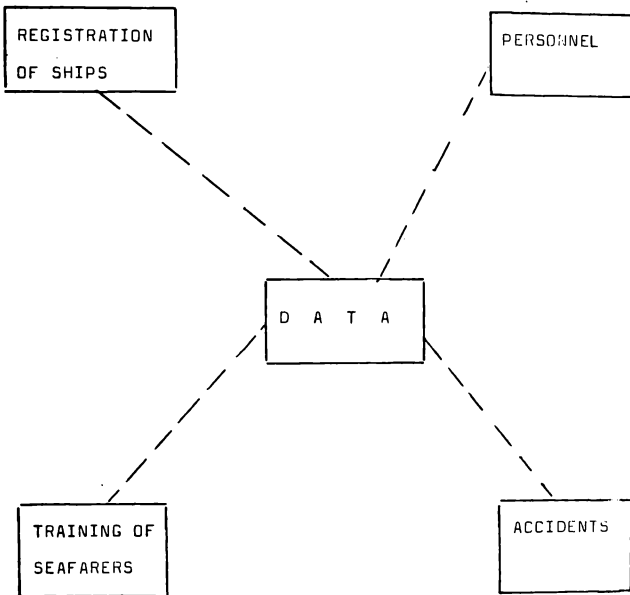 REGISTRATION
OF SHIPS
PERSONNEL
D A T A
TRAINING OF
SEAFARERS
ACCIDENTS